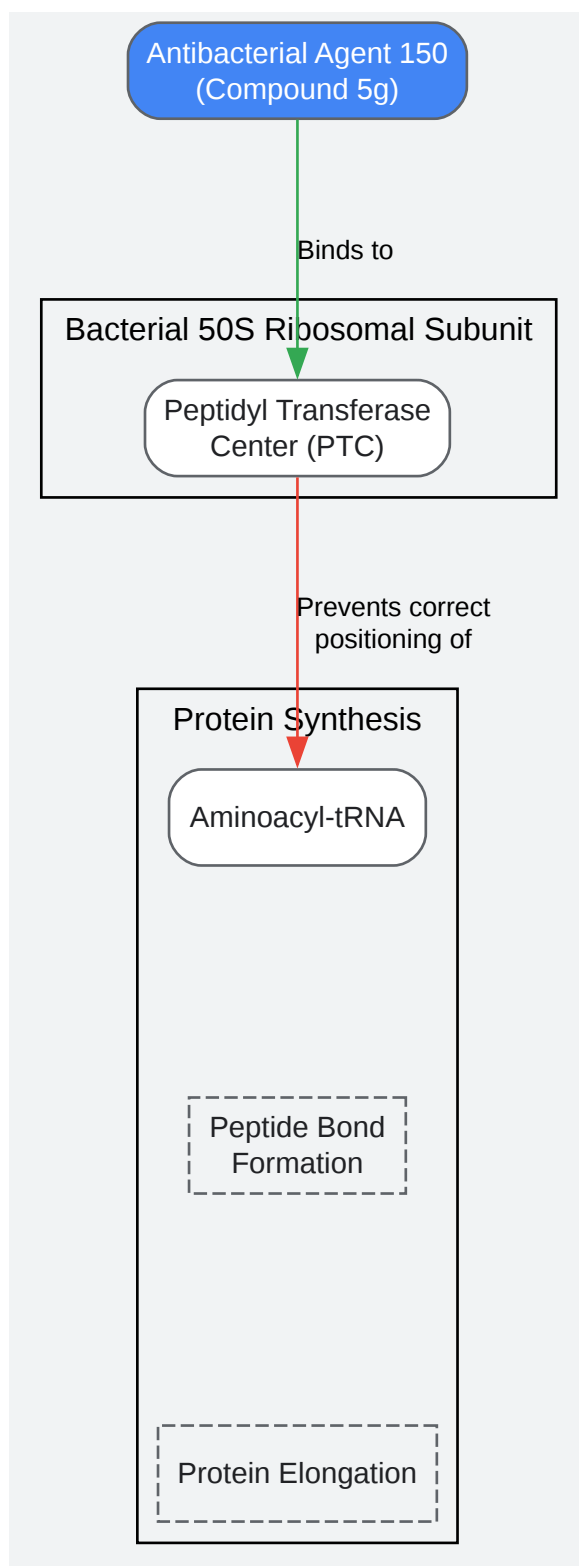 Antibacterial Agent 150
(Compound 5g)
Binds to
Bacterial 50S Ribosomal Subunit
Peptidyl Transferase
Center (PTC)
Prevents correct
positioning of
Protein Synthesis
Aminoacyl-tRNA
Peptide Bond
Formation
Protein Elongation